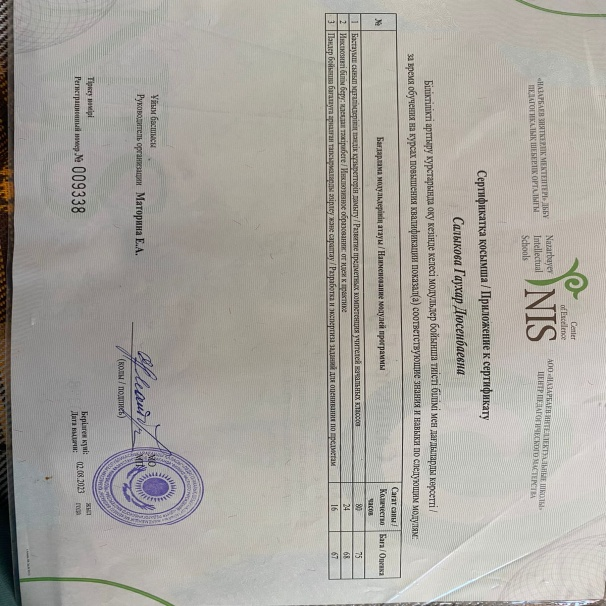 «НАЗАРБАЕВ ЗИЯТКЕРЛІК МЕКТЕПТЕРІ» ДББҰ
ПЕДАГОГИКАЛЫҚ ШЕБЕРЛІК ОРТАЛЫҒЫ
Nazarbayev
Intellectual
Schools
Center
of Excellence
NIS
АОО «НАЗАРБАЕВ ИНТЕЛЛЕКТУАЛЬНЫЕ ШКОЛЫ»
ЦЕНТР ПЕДАГОГИЧЕСКОГО МАСТЕРСТВА
Сертификатқа қосымша / Приложение к сертификату
Салыкова Гаухар Дюсенбаевна
Біліктілікті арттыру курстарында оқу кезінде келесі модульдер бойынша тиісті білімі мен дағдыларды көрсетті /
за время обучения на курсах повышения квалификации показал(а) соответствующие знания и навыки по следующим модулям:
№ Бағдарлама модульдерінің атауы / Наименование модулей программы Сағат саны / Количество часов Баға / Оценка
1 Бастауыш сынып мұғалімдерінің пәндік құзыреттерін дамыту / Развитие предметных компетенций учителей начальных классов 80 75
2 Инклюзивті білім беру: идеядан тәжірибеге / Инклюзивное образование: от идеи к практике 24 68
3 Пәндер бойынша бағалауға арналған тапсырмаларды әзірлеу және сараптау / Разработка и экспертиза заданий для оценивания по предметам 16 67
Ұйым басшысы
Руководитель организации Маторина Е.А.
(қолы / подпись)
МО
МП
Тіркеу нөмірі
Регистрационный номер № 009338
Берілген күні: жыл
Дата выдачи: 02.08.2023 года